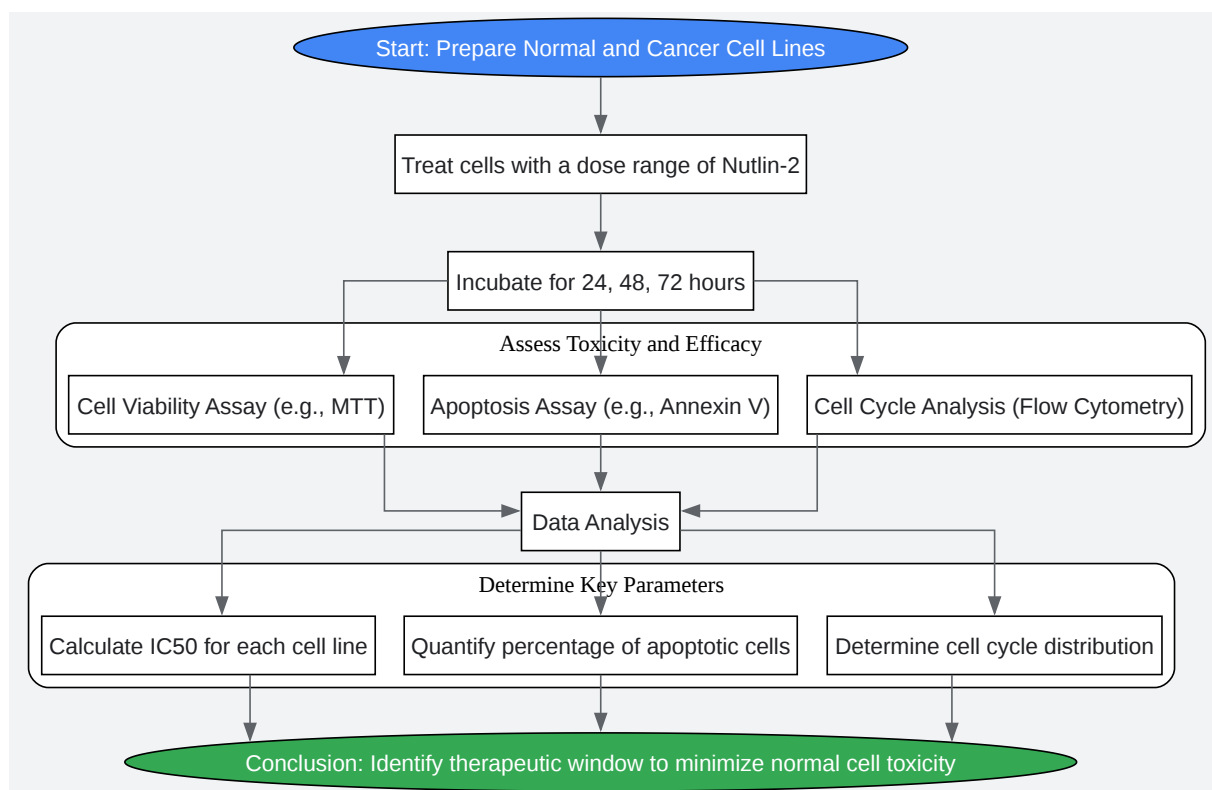 Start: Prepare Normal and Cancer Cell Lines
Treat cells with a dose range of Nutlin-2
Incubate for 24, 48, 72 hours
Assess Toxicity and Efficacy
Cell Viability Assay (e.g., MTT)
Apoptosis Assay (e.g., Annexin V)
Cell Cycle Analysis (Flow Cytometry)
Data Analysis
Determine Key Parameters
Calculate IC50 for each cell line
Quantify percentage of apoptotic cells
Determine cell cycle distribution
Conclusion: Identify therapeutic window to minimize normal cell toxicity